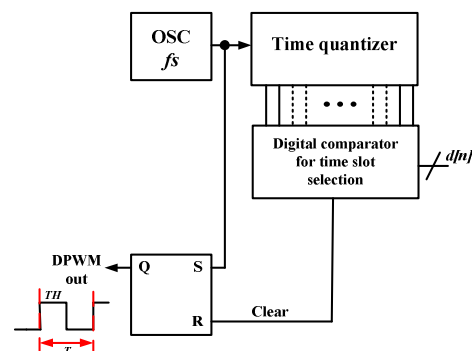 OSC
fs
Time quantizer
Digital comparator
for time slot
selection
d[n]
DPWM
out
Q
S
R
Clear
TH
T